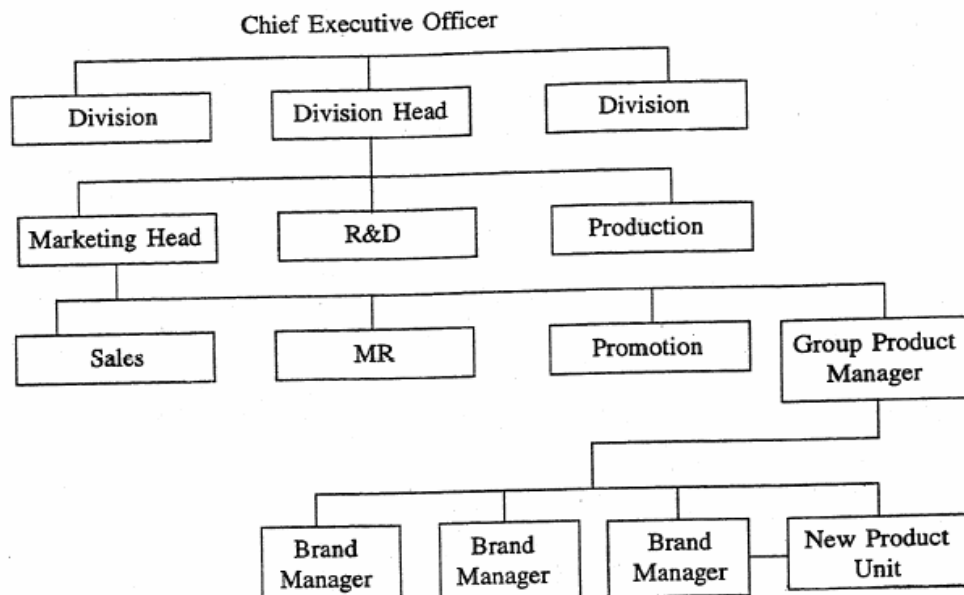 Chief Executive Officer
Division
Division Head
Division
Marketing Head
R&D
Production
Sales
MR
Promotion
Group Product
Manager
Brand
Manager
Brand
Manager
Brand
Manager
New Product
Unit